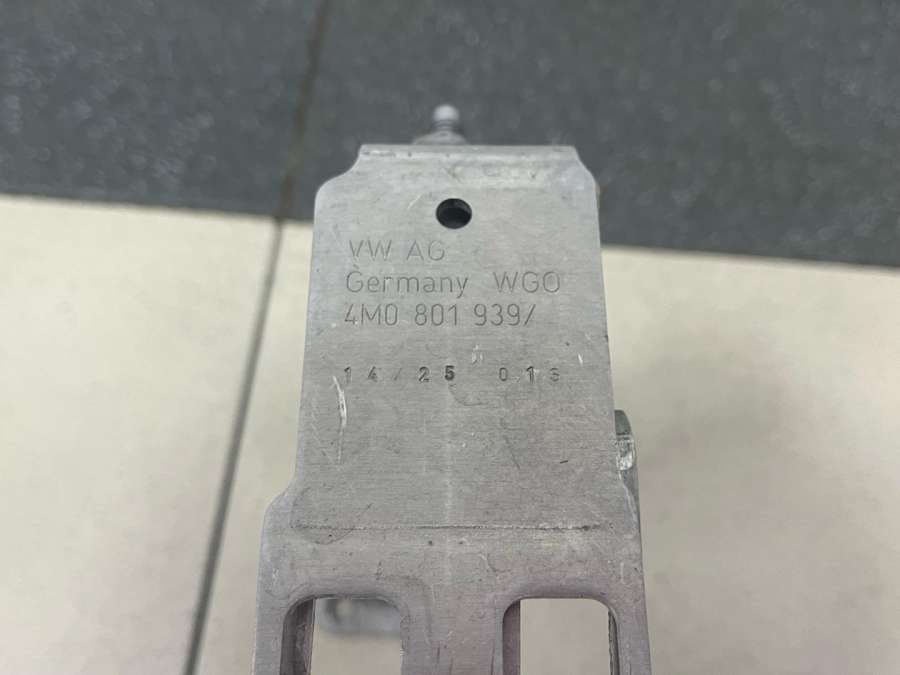 VW AG
Germany WGO
4M0 801 939/
14/25 013